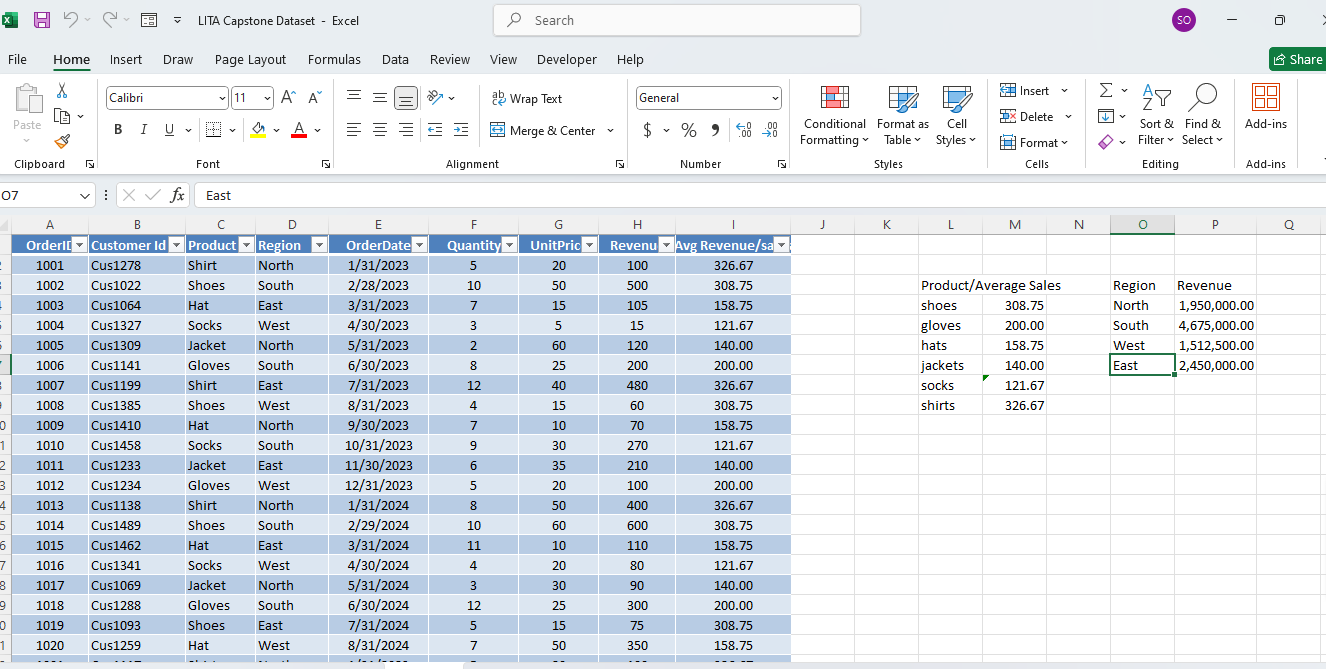 LITA Capstone Dataset - Excel Search SO
File Home Insert Draw Page Layout Formulas Data Review View Developer Help Share
Calibri 11 A A ab Wrap Text General Insert
Paste B I U A Merge & Center $ % Conditional Formatting Format as Table Cell Styles Delete Sort & Filter Find & Select Add-ins
Format
Clipboard Font Alignment Number Styles Cells Editing Add-ins
O7 fx East
A B C D E F G H I J K L M N O P Q
OrderID Customer Id Product Region OrderDate Quantity UnitPric Revenu Avg Revenue/sa
1001 Cus1278 Shirt North 1/31/2023 5 20 100 326.67
1002 Cus1022 Shoes South 2/28/2023 10 50 500 308.75 Product/Average Sales Region Revenue
1003 Cus1064 Hat East 3/31/2023 7 15 105 158.75 shoes 308.75 North 1,950,000.00
1004 Cus1327 Socks West 4/30/2023 3 5 15 121.67 gloves 200.00 South 4,675,000.00
1005 Cus1309 Jacket North 5/31/2023 2 60 120 140.00 hats 158.75 West 1,512,500.00
1006 Cus1141 Gloves South 6/30/2023 8 25 200 200.00 jackets 140.00 East 2,450,000.00
1007 Cus1199 Shirt East 7/31/2023 12 40 480 326.67 socks 121.67
1008 Cus1385 Shoes West 8/31/2023 4 15 60 308.75 shirts 326.67
1009 Cus1410 Hat North 9/30/2023 7 10 70 158.75
1010 Cus1458 Socks South 10/31/2023 9 30 270 121.67
1011 Cus1233 Jacket East 11/30/2023 6 35 210 140.00
1012 Cus1234 Gloves West 12/31/2023 5 20 100 200.00
1013 Cus1138 Shirt North 1/31/2024 8 50 400 326.67
1014 Cus1489 Shoes South 2/29/2024 10 60 600 308.75
1015 Cus1462 Hat East 3/31/2024 11 10 110 158.75
1016 Cus1341 Socks West 4/30/2024 4 20 80 121.67
1017 Cus1069 Jacket North 5/31/2024 3 30 90 140.00
1018 Cus1288 Gloves South 6/30/2024 12 25 300 200.00
1019 Cus1093 Shoes East 7/31/2024 5 15 75 308.75
1020 Cus1259 Hat West 8/31/2024 7 50 350 158.75